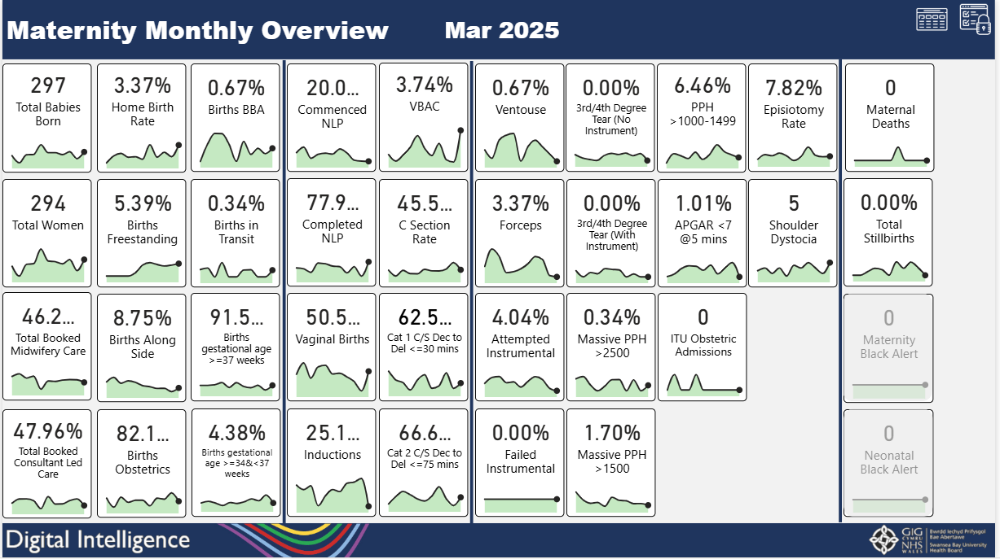 Maternity Monthly Overview
Mar 2025
297
Total Babies
Born
3.37%
Home Birth
Rate
0.67%
Births BBA
20.0...
Commenced
NLP
3.74%
VBAC
0.67%
Ventouse
0.00%
3rd/4th Degree
Tear (No
Instrument)
6.46%
PPH
>1000-1499
7.82%
Episiotomy
Rate
0
Maternal
Deaths
294
Total Women
5.39%
Births
Freestanding
0.34%
Births in
Transit
77.9...
Completed
NLP
45.5...
C Section
Rate
3.37%
Forceps
0.00%
3rd/4th Degree
Tear (With
Instrument)
1.01%
APGAR <7
@5 mins
5
Shoulder
Dystocia
0.00%
Total
Stillbirths
46.2...
Total Booked
Midwifery Care
8.75%
Births Along
Side
91.5...
Births
gestational age
>=37 weeks
50.5...
Vaginal Births
62.5...
Cat 1 C/S Dec to
Del <=30 mins
4.04%
Attempted
Instrumental
0.34%
Massive PPH
>2500
0
ITU Obstetric
Admissions
0
Maternity
Black Alert
47.96%
Total Booked
Consultant Led
Care
82.1...
Births
Obstetrics
4.38%
Births gestational
age >=34&<37
weeks
25.1...
Inductions
66.6...
Cat 2 C/S Dec to
Del <=75 mins
0.00%
Failed
Instrumental
1.70%
Massive PPH
>1500
0
Neonatal
Black Alert
Digital Intelligence
GIG
CYMRU
NHS
WALES
Bwrdd Iechyd Prifysgol
Bae Abertawe
Swansea Bay University
Health Board